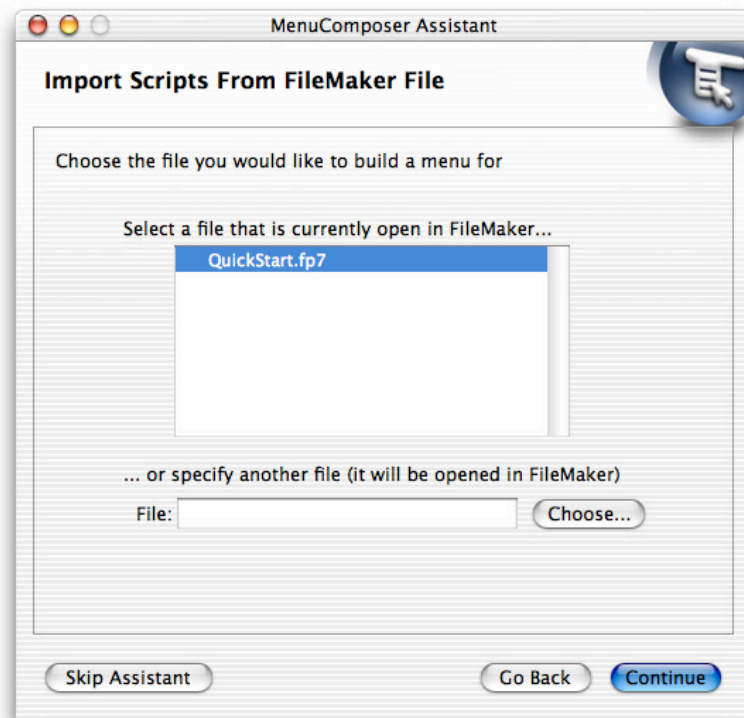 MenuComposer Assistant
Import Scripts From FileMaker File
Choose the file you would like to build a menu for
Select a file that is currently open in FileMaker...
QuickStart.fp7
... or specify another file (it will be opened in FileMaker)
File:
Choose...
Skip Assistant
Go Back
Continue